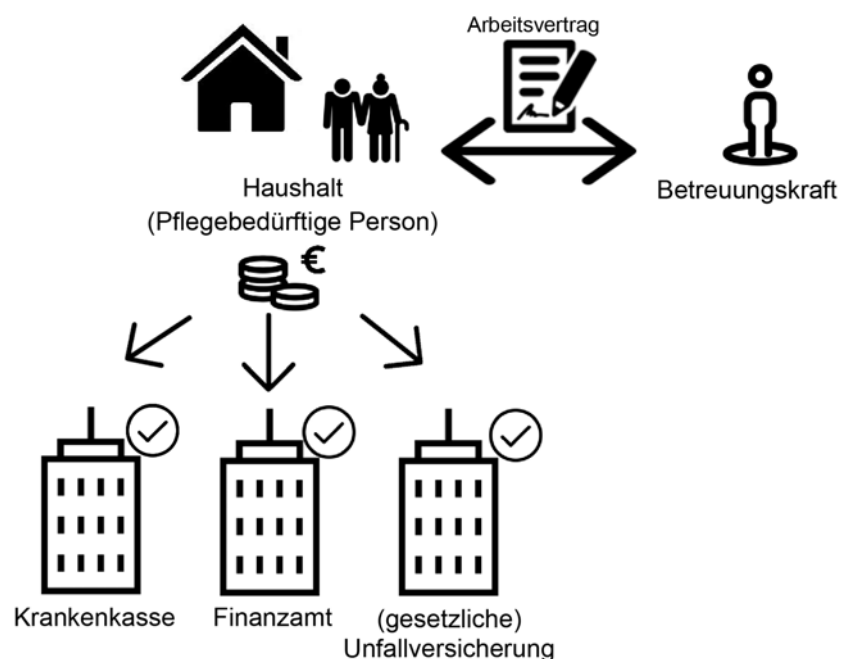 Arbeitsvertrag
Haushalt
(Pflegebedürftige Person)
Betreuungskraft
€
Krankenkasse
Finanzamt
(gesetzliche)
Unfallversicherung